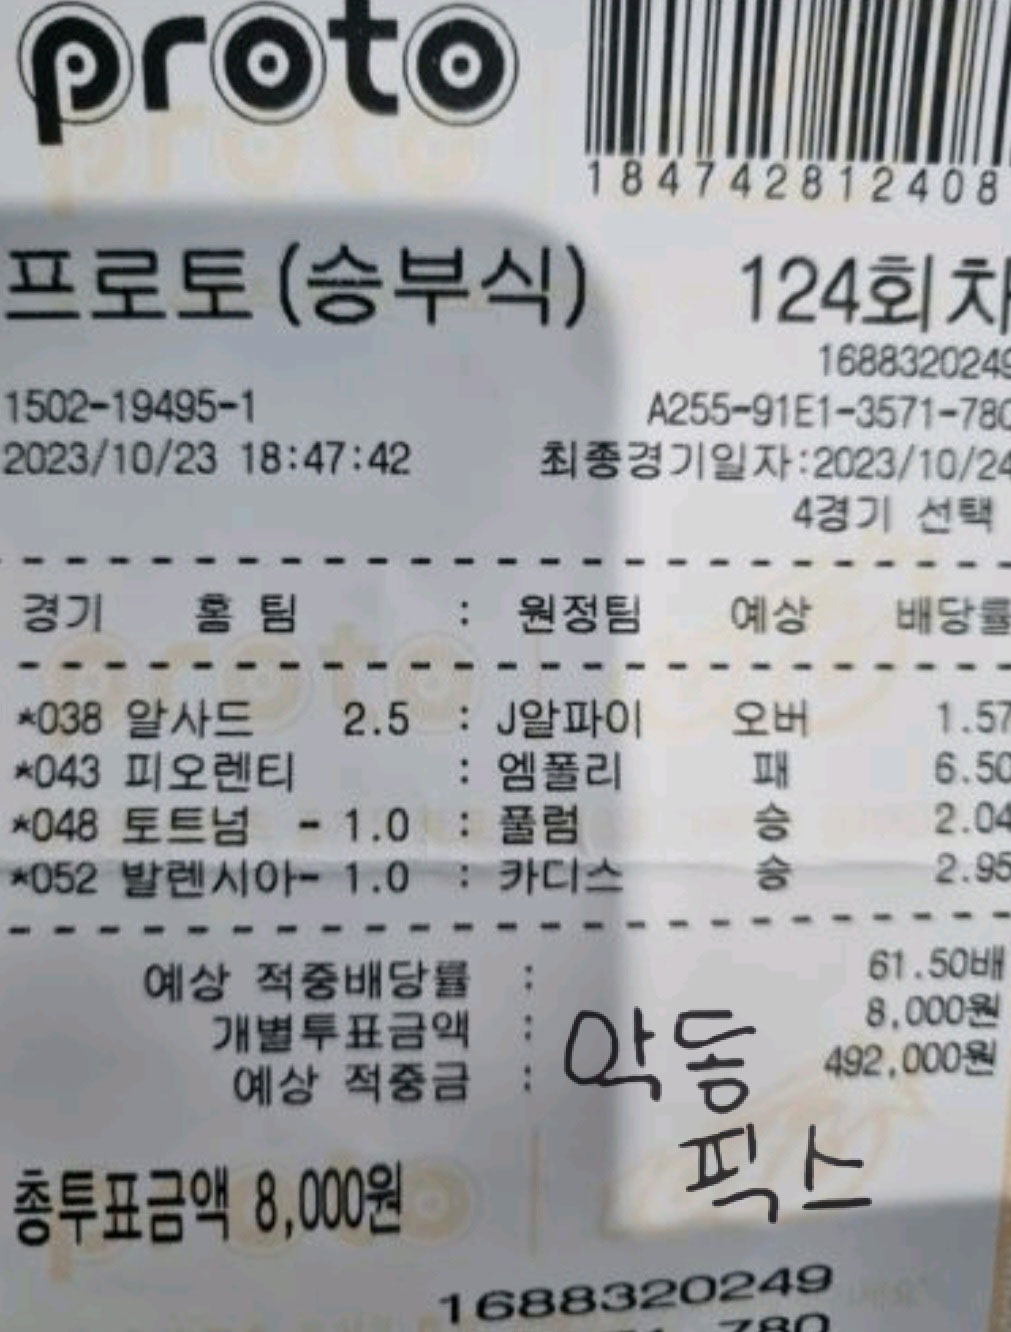 proto
184742812408
프로토(승부식) 124회차
1688320249
1502-19495-1 A255-91E1-3571-780
2023/10/23 18:47:42 최종경기일자:2023/10/24
4경기 선택
경기 홈팀 : 원정팀 예상 배당률
*038 알사드 2.5 : J알파이 오버 1.57
*043 피오렌티 : 엠폴리 패 6.50
*048 토트넘 - 1.0 : 풀럼 승 2.04
*052 발렌시아- 1.0 : 카디스 승 2.95
예상 적중배당률 : 61.50배
개별투표금액 : 8,000원
예상 적중금 : 492,000원
악동
픽스
총투표금액 8,000원
1688320249
780